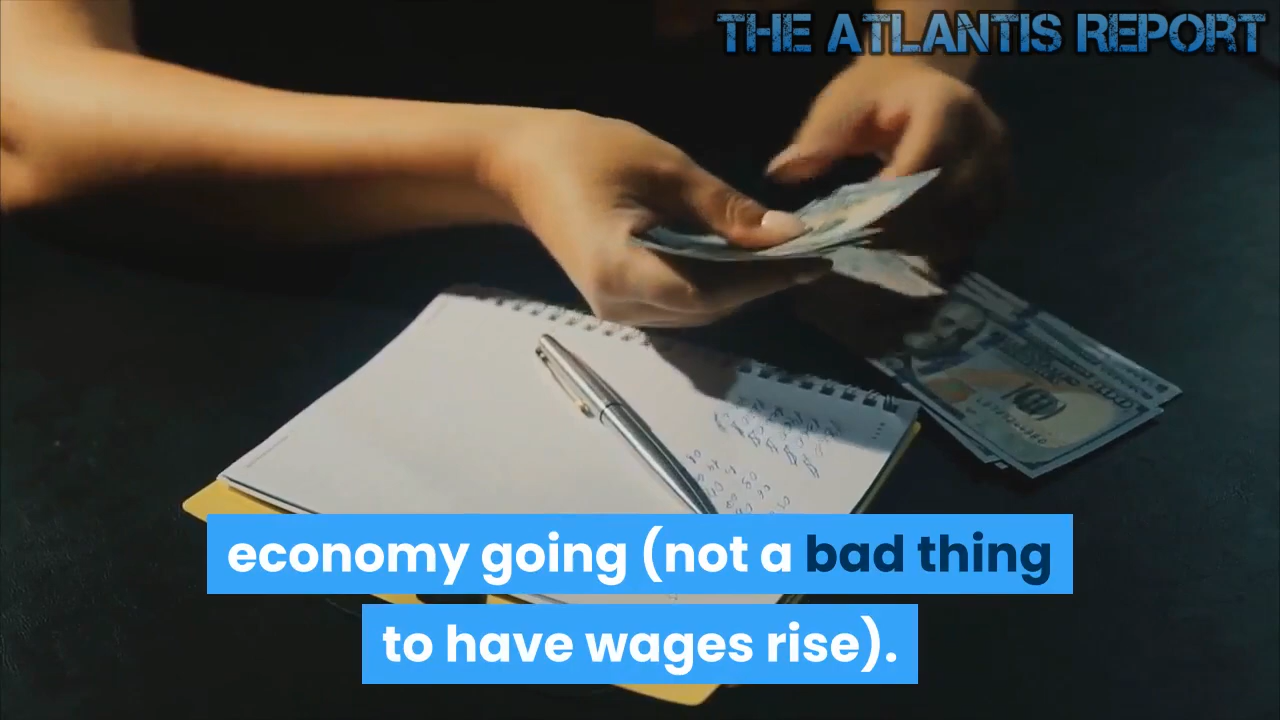 THE ATLANTIS REPORT
economy going (not a bad thing
to have wages rise).